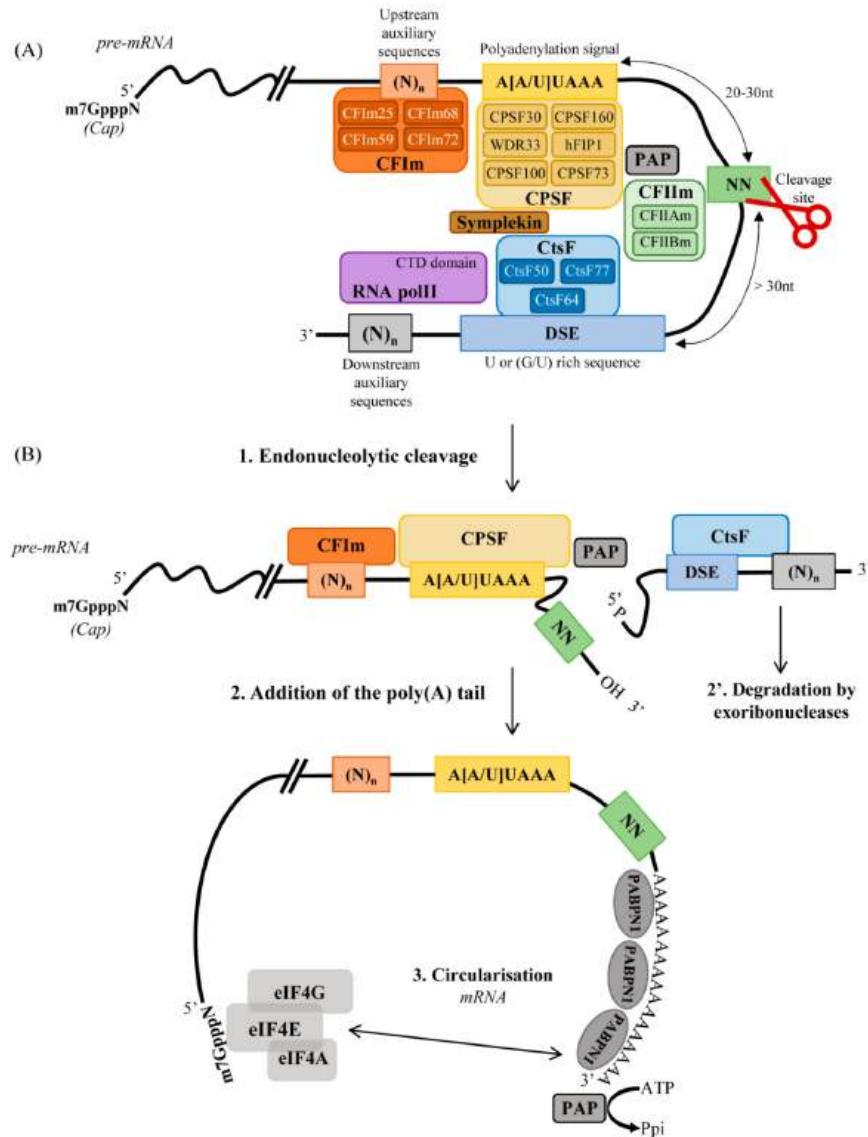 (A)
pre-mRNA
5’
m7GpppN
(Cap)
Upstream
auxiliary
sequences
(N)n
CFIm25 CFIm68
CFIm59 CFIm72
CFIm
Polyadenylation signal
A[A/U]UAAA
CPSF30 CPSF160
WDR33 hFIP1
CPSF100 CPSF73
CPSF
20-30nt
PAP
NN
Cleavage
site
CFIIm
CFIIAm
CFIIBm
Symplekin
CTD domain
RNA polII
CtsF
CtsF50 CtsF77
CtsF64
> 30nt
3’
(N)n
DSE
Downstream
auxiliary
sequences
U or (G/U) rich sequence
(B)
1. Endonucleolytic cleavage
pre-mRNA
5’
m7GpppN
(Cap)
CFIm
(N)n
CPSF
A[A/U]UAAA
PAP
NN
OH 3’
CtsF
DSE
(N)n
3’
5’ P
2. Addition of the poly(A) tail
2’. Degradation by
exoribonucleases
(N)n
A[A/U]UAAA
NN
AAAAAAAAAAAAAAAAAA
PABPN1
PABPN1
PABPN1
3’
3. Circularisation
mRNA
5’
m7GpppN
eIF4G
eIF4E
eIF4A
PAP
ATP
Ppi